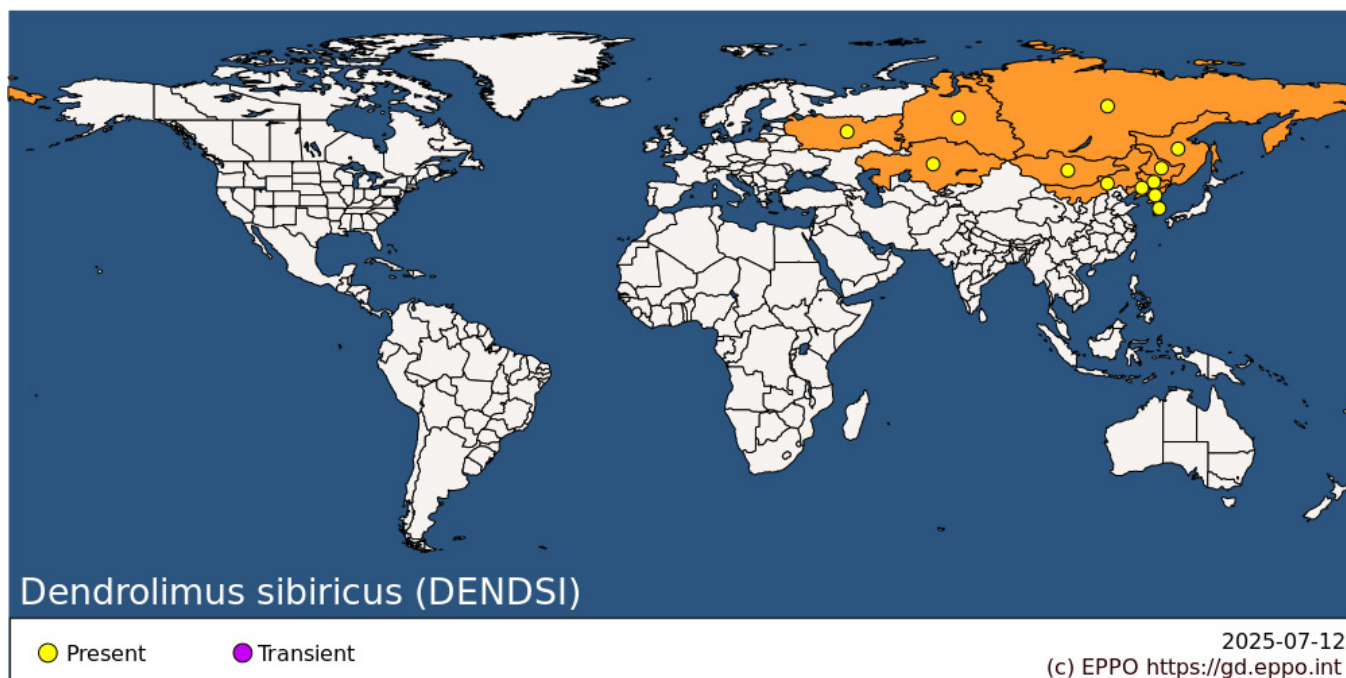 Dendrolimus sibiricus (DENDSI)
Present
Transient
2025-07-12
(c) EPPO https://gd.eppo.int